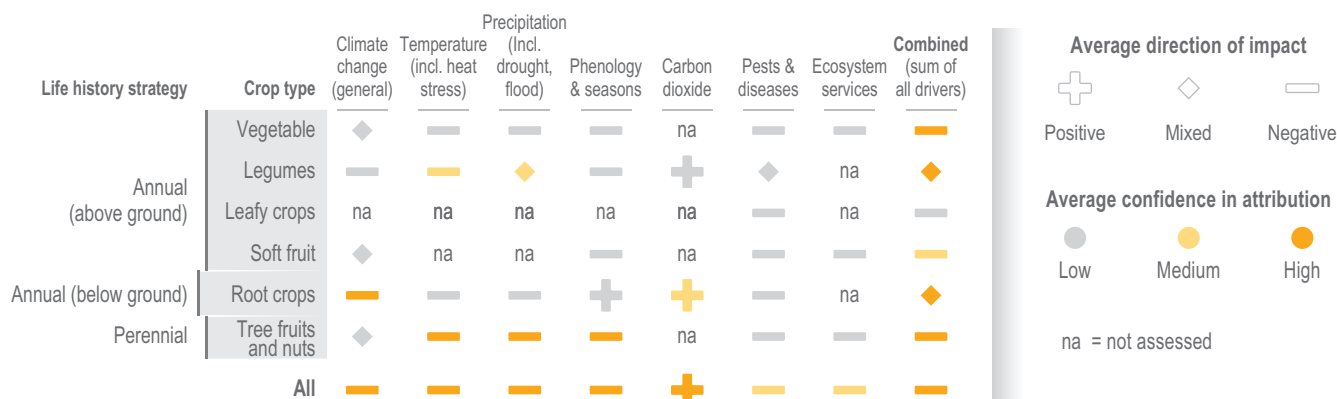 Life history strategy
Crop type
Climate
change
(general)
Temperature
(incl. heat
stress)
Precipitation
(Incl.
drought,
flood)
Phenology
& seasons
Carbon
dioxide
Pests &
diseases
Ecosystem
services
Combined
(sum of
all drivers)
Annual
(above ground)
Vegetable
na
Legumes
na
Leafy crops
na na na na na na
Soft fruit
na na na
Annual (below ground)
Root crops
na
Perennial
Tree fruits
and nuts
na
All
Average direction of impact
Positive Mixed Negative
Average confidence in attribution
Low Medium High
na = not assessed